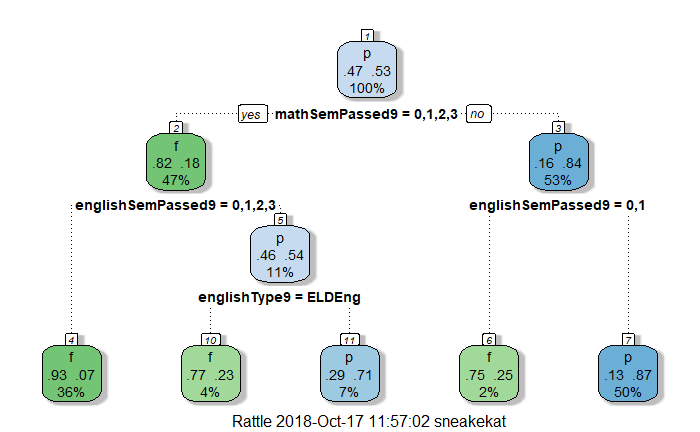 1
p
.47 .53
100%
yes mathSemPassed9 = 0,1,2,3 no
2
f
.82 .18
47%
3
p
.16 .84
53%
englishSemPassed9 = 0,1,2,3
englishSemPassed9 = 0,1
5
p
.46 .54
11%
englishType9 = ELDEng
4
f
.93 .07
36%
10
f
.77 .23
4%
11
p
.29 .71
7%
6
f
.75 .25
2%
7
p
.13 .87
50%
Rattle 2018-Oct-17 11:57:02 sneakekat